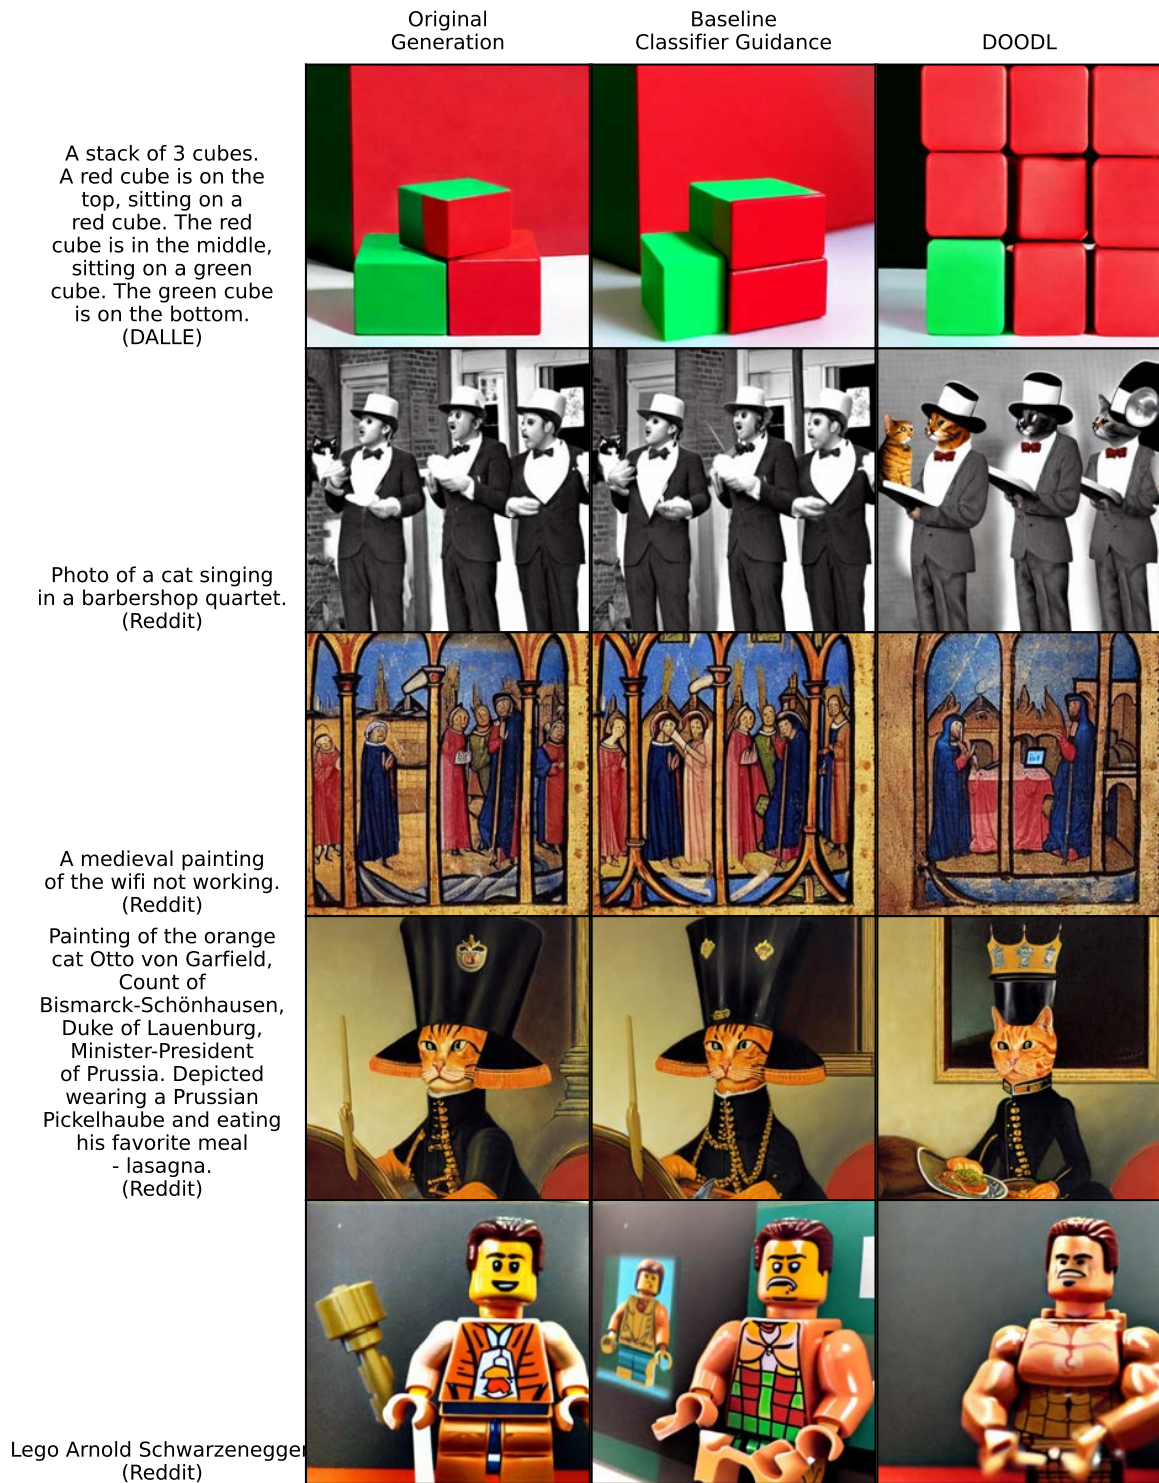 Original
Generation
Baseline
Classifier Guidance
DOODL
A stack of 3 cubes.
A red cube is on the
top, sitting on a
red cube. The red
cube is in the middle,
sitting on a green
cube. The green cube
is on the bottom.
(DALLE)
Photo of a cat singing
in a barbershop quartet.
(Reddit)
A medieval painting
of the wifi not working.
(Reddit)
Painting of the orange
cat Otto von Garfield,
Count of
Bismarck-Schönhausen,
Duke of Lauenburg,
Minister-President
of Prussia. Depicted
wearing a Prussian
Pickelhaube and eating
his favorite meal
- lasagna.
(Reddit)
Lego Arnold Schwarzenegger
(Reddit)